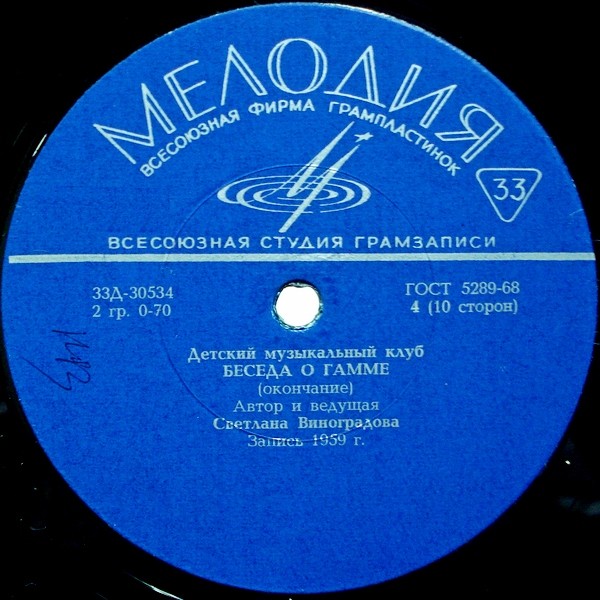 МЕЛОДИЯ
ВСЕСОЮЗНАЯ ФИРМА ГРАМПЛАСТИНОК
33
ВСЕСОЮЗНАЯ СТУДИЯ ГРАМЗАПИСИ
33Д-30534
ГОСТ 5289-68
2 гр. 0-70
4 (10 сторон)
Детский музыкальный клуб
БЕСЕДА О ГАММЕ
(окончание)
Автор и ведущая
Светлана Виноградова
Запись 1959 г.